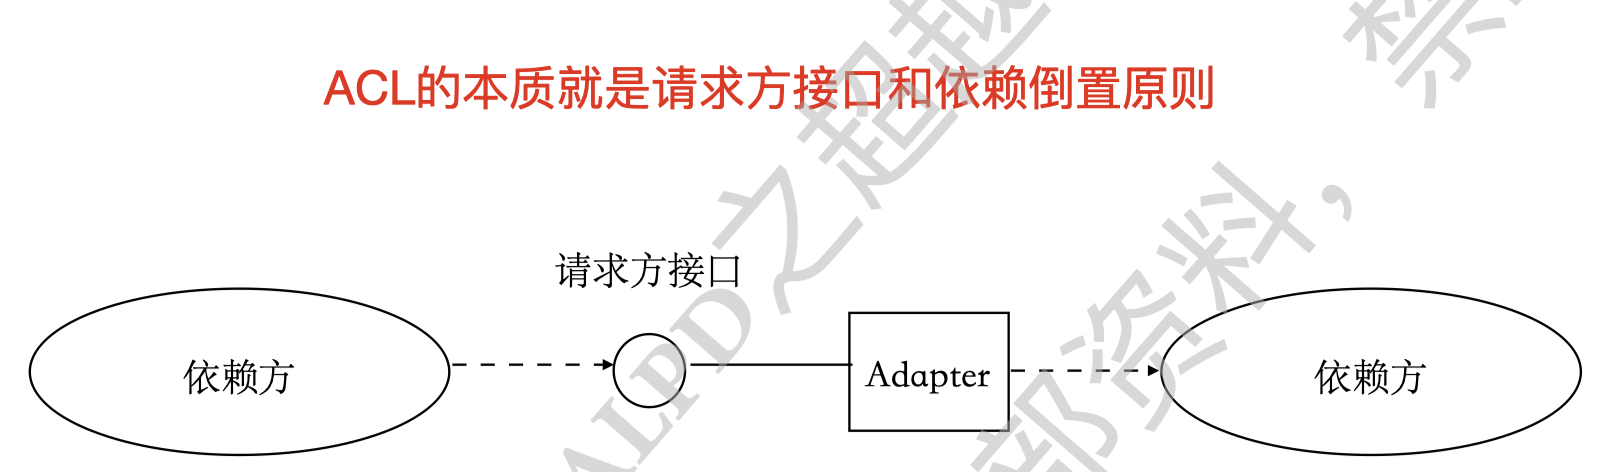 ACL的本质就是请求方接口和依赖倒置原则
请求方接口
依赖方
Adapter
依赖方
ALPD之超越
部资料，禁